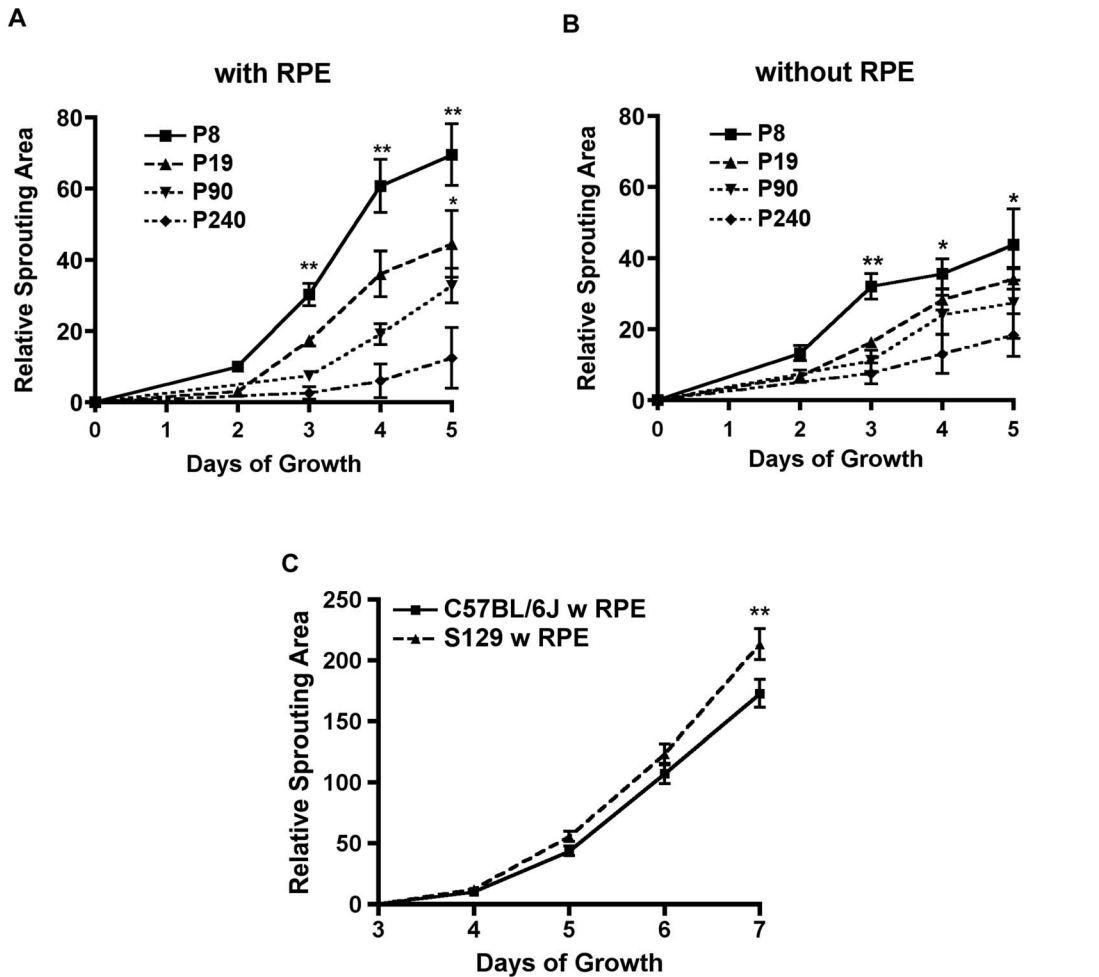 A
with RPE
Relative Sprouting Area
80
60
40
20
0
P8
P19
P90
P240
**
**
**
*
0 1 2 3 4 5
Days of Growth
B
without RPE
Relative Sprouting Area
80
60
40
20
0
P8
P19
P90
P240
**
*
*
0 1 2 3 4 5
Days of Growth
C
Relative Sprouting Area
250
200
150
100
50
0
C57BL/6J w RPE
S129 w RPE
**
3 4 5 6 7
Days of Growth